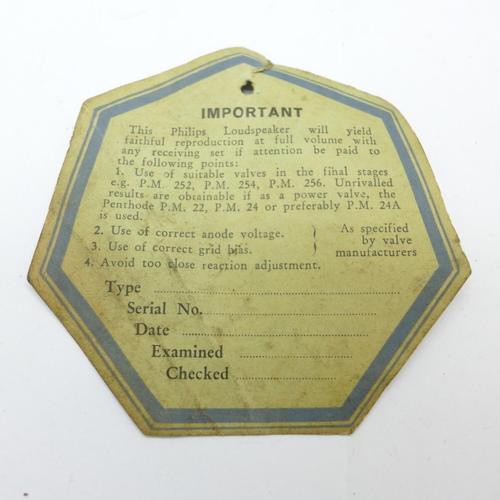 IMPORTANT
This Philips Loudspeaker will yield
faithful reproduction at full volume with
any receiving set if attention be paid to
the following points:
1. Use of suitable valves in the final stages
e.g. P.M. 252, P.M. 254, P.M. 256. Unrivalled
results are obtainable if as a power valve, the
Penthode P.M. 22, P.M. 24 or preferably P.M. 24A
is used.
2. Use of correct anode voltage.
3. Use of correct grid bias.
} As specified
by valve
manufacturers
4. Avoid too close reaction adjustment.
Type
Serial No.
Date
Examined
Checked